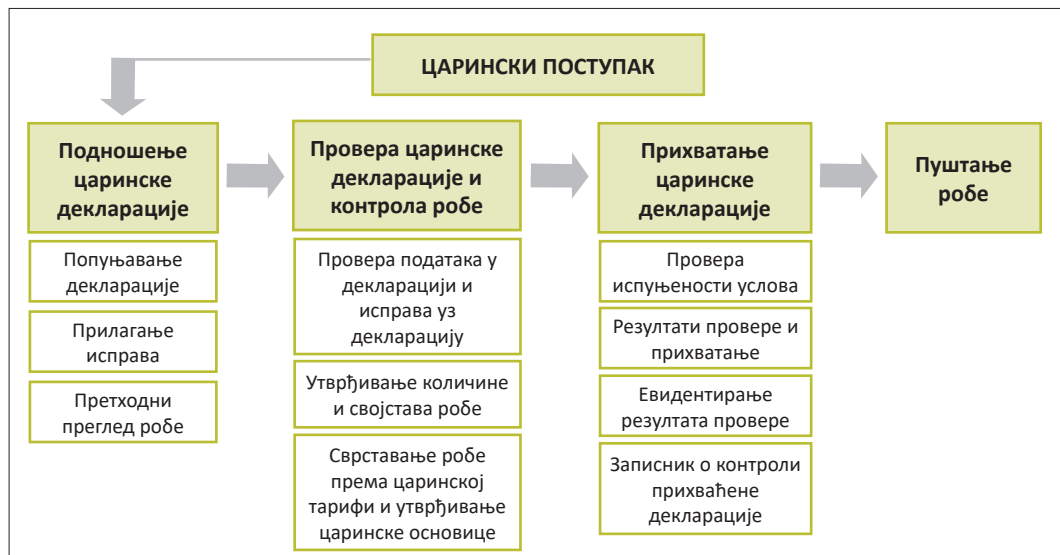 ЦАРИНСКИ ПОСТУПАК
Подношење
царинске
декларације
Попуњавање
декларације
Прилагање
исправа
Претходни
преглед робе
Провера царинске
декларације и
контрола робе
Провера података у
декларацији и
исправа уз
декларацију
Утврђивање количине
и својстава робе
Сврставање робе
према царинској
тарифи и утврђивање
царинске основице
Прихватање
царинске
декларације
Провера
испуњености услова
Резултати провере и
прихватање
Евидентирање
резултата провере
Записник о контроли
прихваћене
декларације
Пуштање
робе